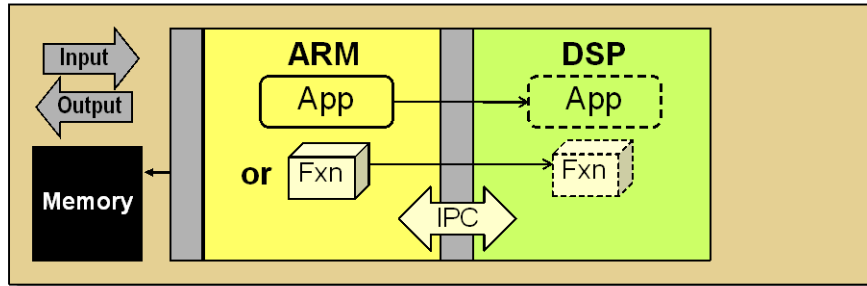 Input
Output
Memory
ARM
App
or
Fxn
IPC
DSP
App
Fxn